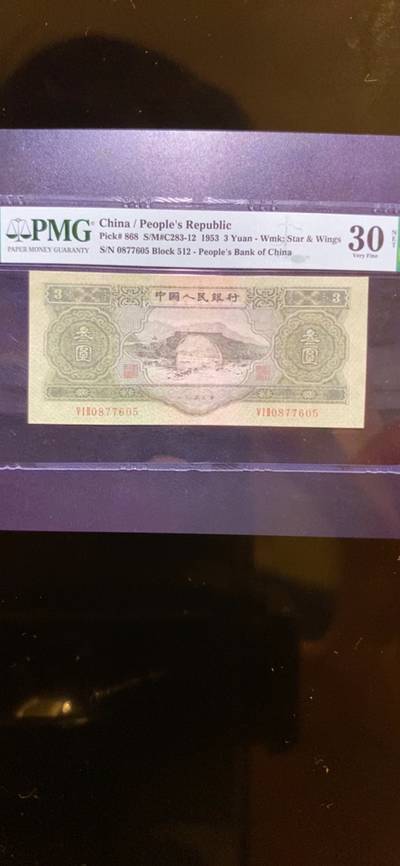 PMG
PAPER MONEY GUARANTY
China / People's Republic
Pick# 868 S/M#C283-12 1953 3 Yuan - Wmk: Star & Wings
S/N 0877605 Block 512 - People's Bank of China
30
Very Fine
NET
3 中國人民銀行 3
叁圓 叁圓
VIII0877605 VIII0877605